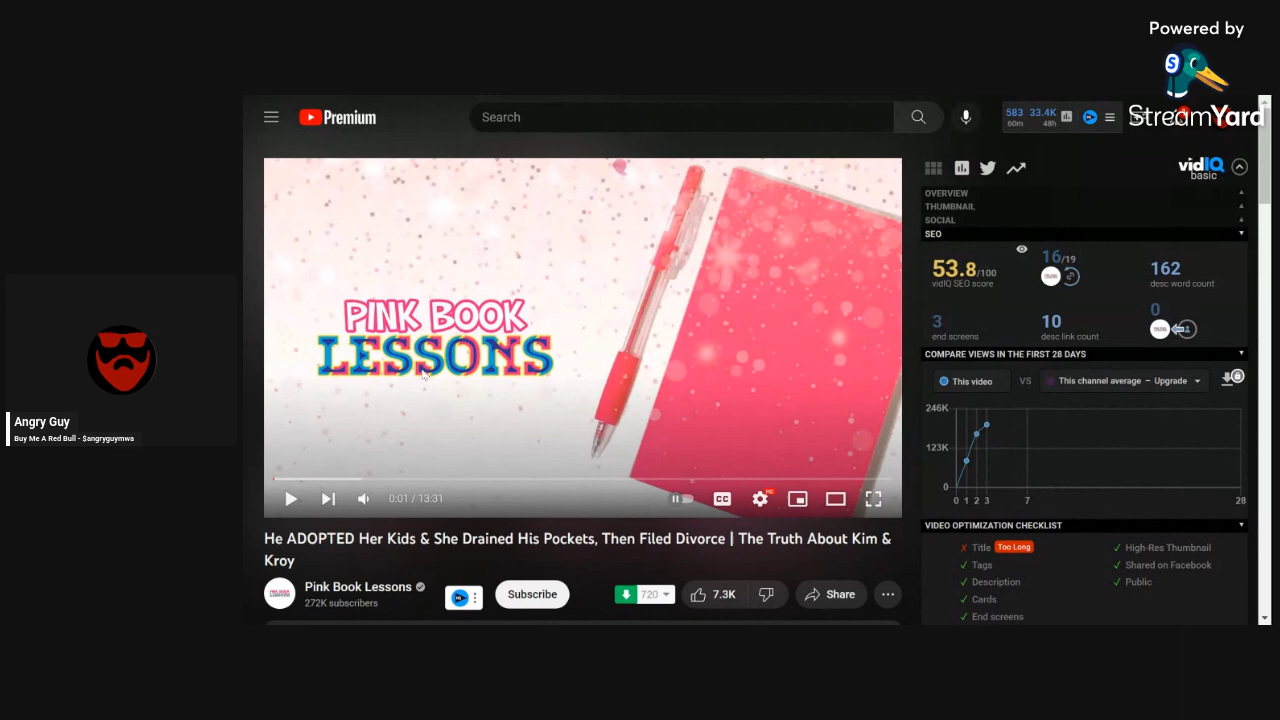 Powered by
StreamYard
Premium
Search
583 33.4K
60m 48h
vidIQ
basic
OVERVIEW
THUMBNAIL
SOCIAL
SEO
53.8/100
vidIQ SEO score
16/19
162
desc word count
3
end screens
10
desc link count
0
COMPARE VIEWS IN THE FIRST 28 DAYS
This video VS This channel average – Upgrade
246K
123K
0
0 1 2 3 7 28
VIDEO OPTIMIZATION CHECKLIST
✗ Title Too Long
✓ High-Res Thumbnail
✓ Tags
✓ Shared on Facebook
✓ Description
✓ Public
✓ Cards
✓ End screens
PINK BOOK
LESSONS
0:01 / 13:31
CC
HD
He ADOPTED Her Kids & She Drained His Pockets, Then Filed Divorce | The Truth About Kim &
Kroy
Pink Book Lessons
272K subscribers
Subscribe
720
7.3K
Share
Angry Guy
Buy Me A Red Bull - $angryguymwa